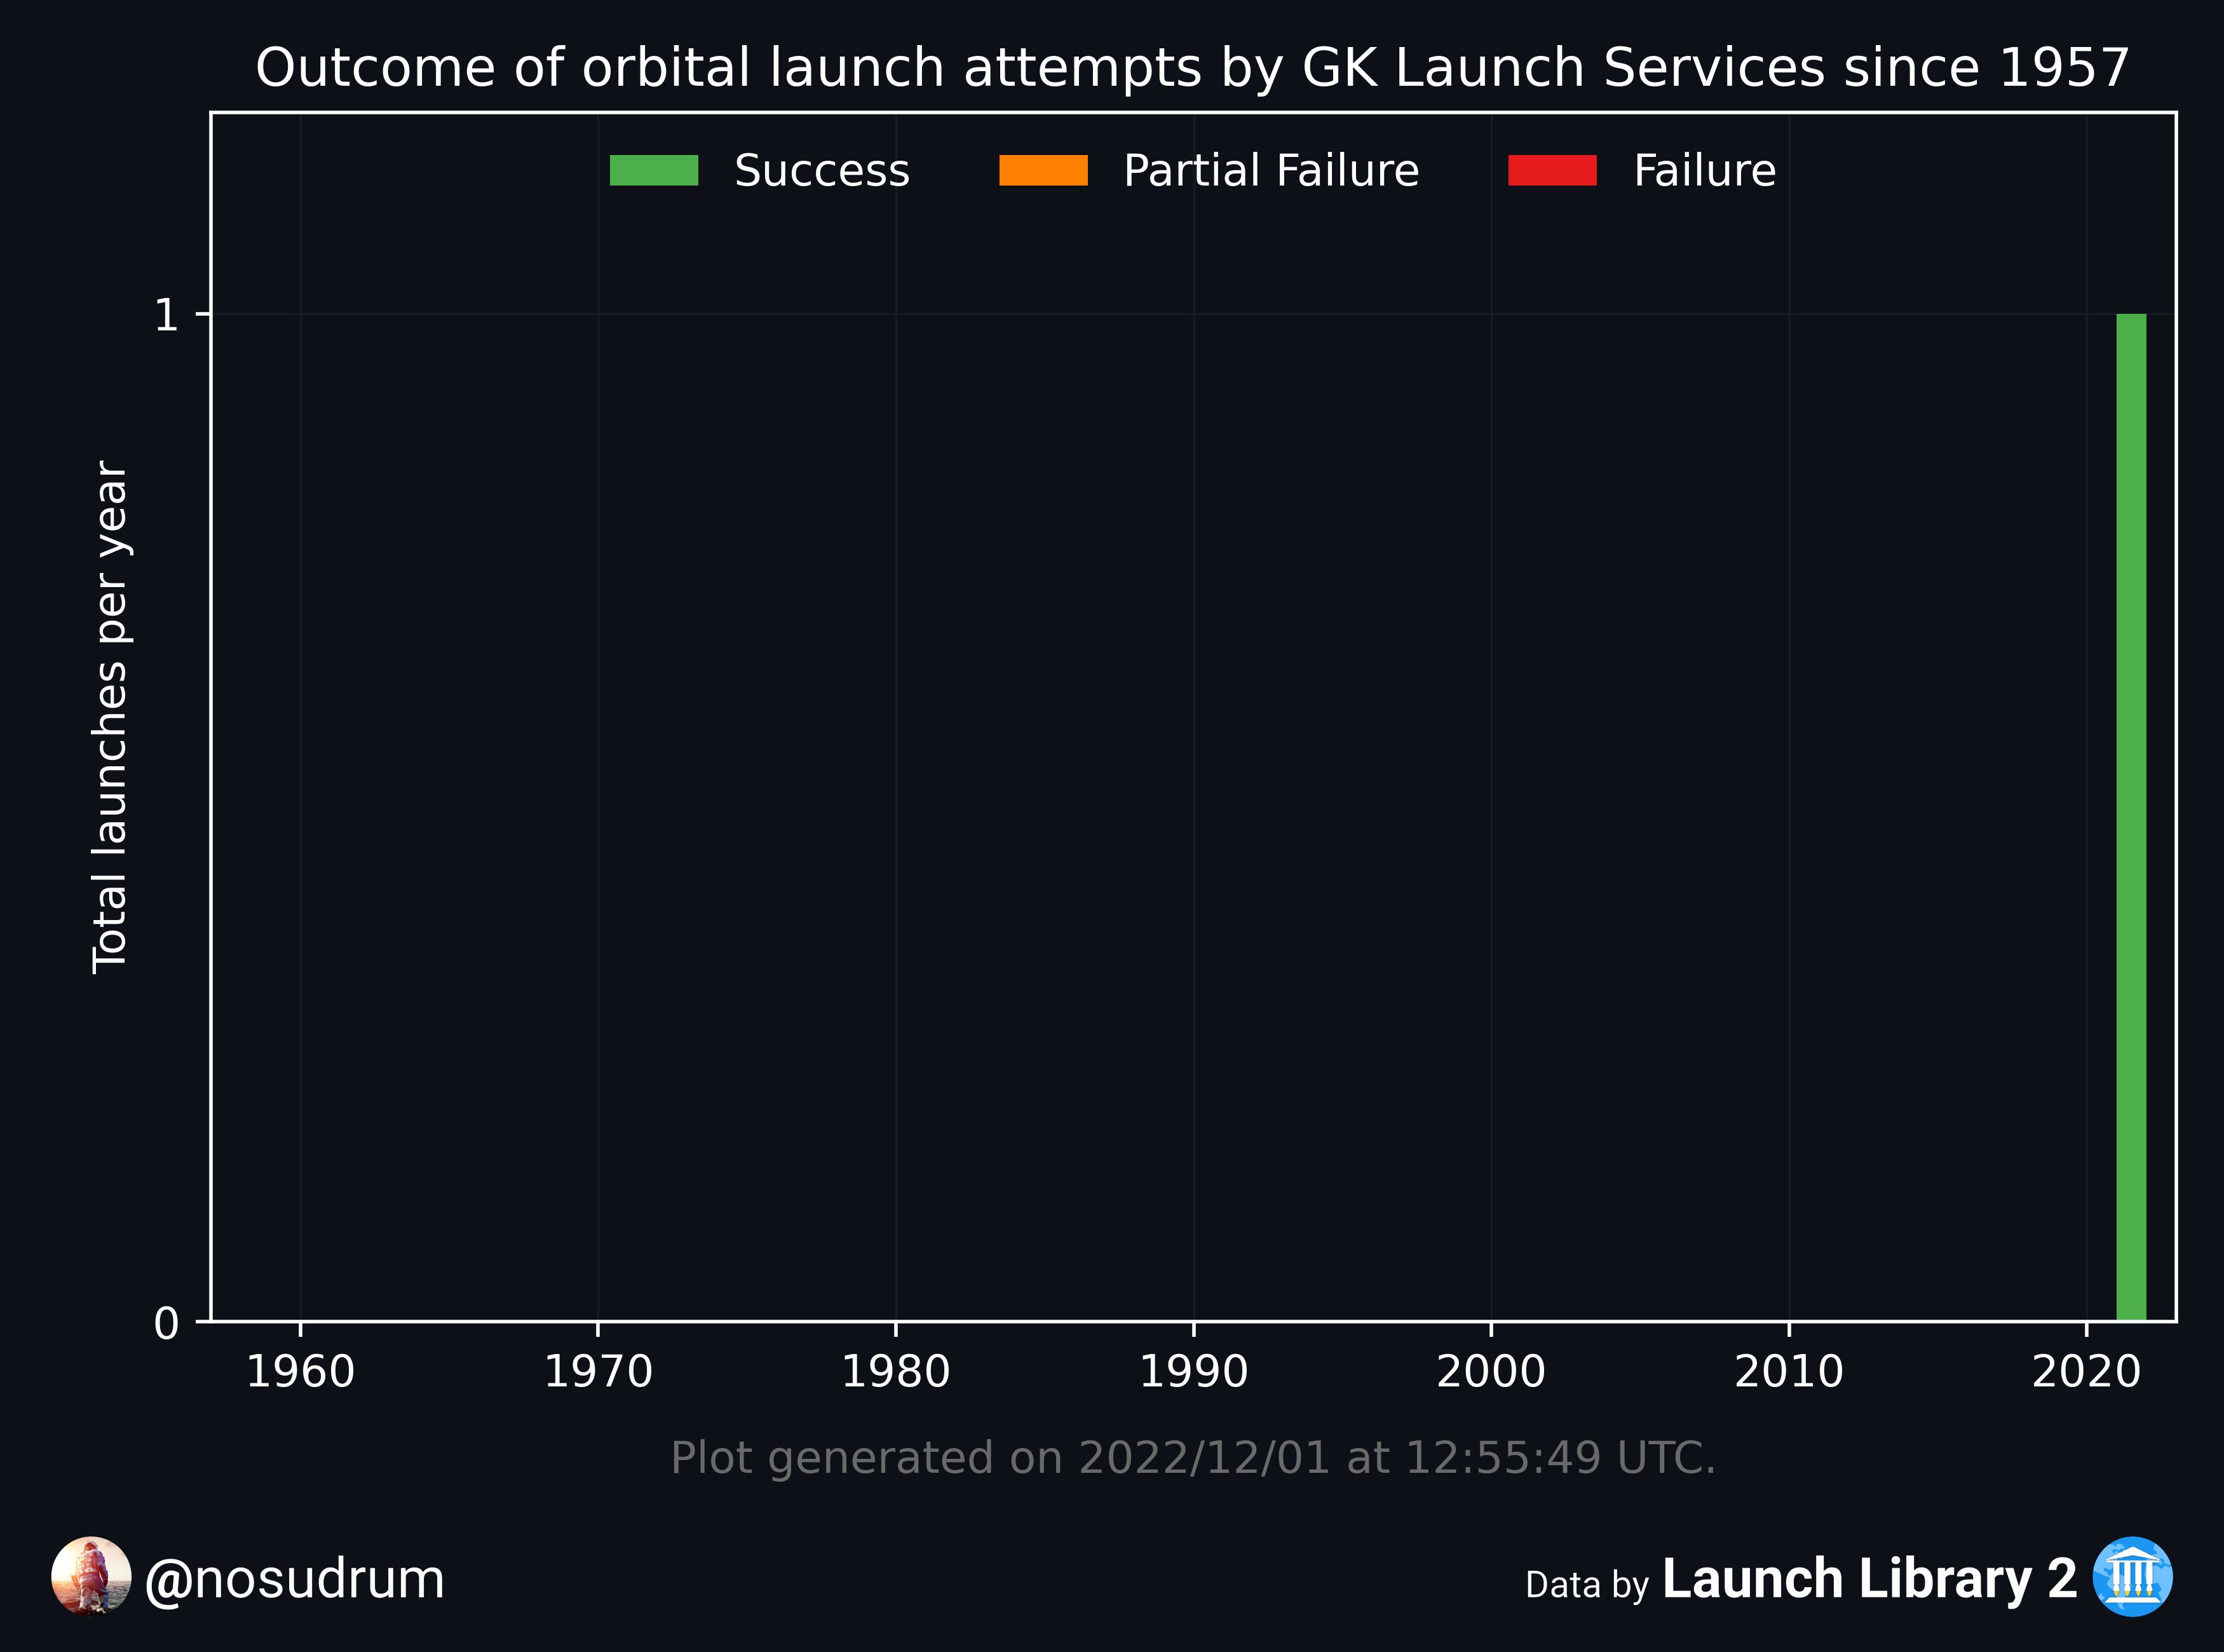 Outcome of orbital launch attempts by GK Launch Services since 1957
Success Partial Failure Failure
Total launches per year
1
0
1960 1970 1980 1990 2000 2010 2020
Plot generated on 2022/12/01 at 12:55:49 UTC.
@nosudrum
Data by Launch Library 2